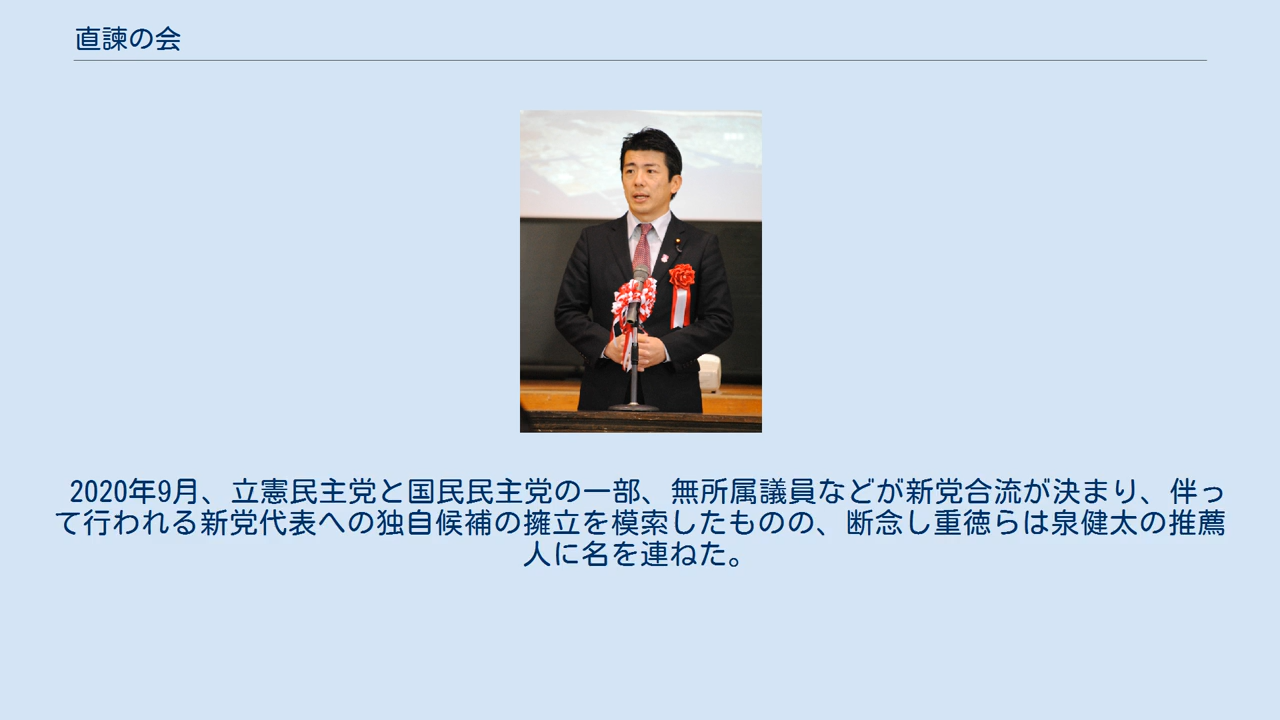 直諫の会
2020年9月、立憲民主党と国民民主党の一部、無所属議員などが新党合流が決まり、伴っ
て行われる新党代表への独自候補の擁立を模索したものの、断念し重徳らは泉健太の推薦
人に名を連ねた。